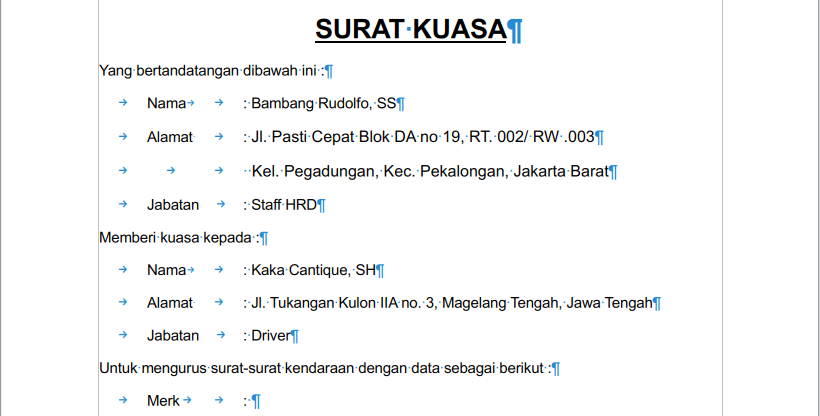 SURAT KUASA
Yang bertandatangan dibawah ini :
Nama : Bambang Rudolfo, SS
Alamat : Jl. Pasti Cepat Blok DA no 19, RT. 002/ RW .003
Kel. Pegadungan, Kec. Pekalongan, Jakarta Barat
Jabatan : Staff HRD
Memberi kuasa kepada :
Nama : Kaka Cantique, SH
Alamat : Jl. Tukangan Kulon IIA no. 3, Magelang Tengah, Jawa Tengah
Jabatan : Driver
Untuk mengurus surat-surat kendaraan dengan data sebagai berikut :
Merk :